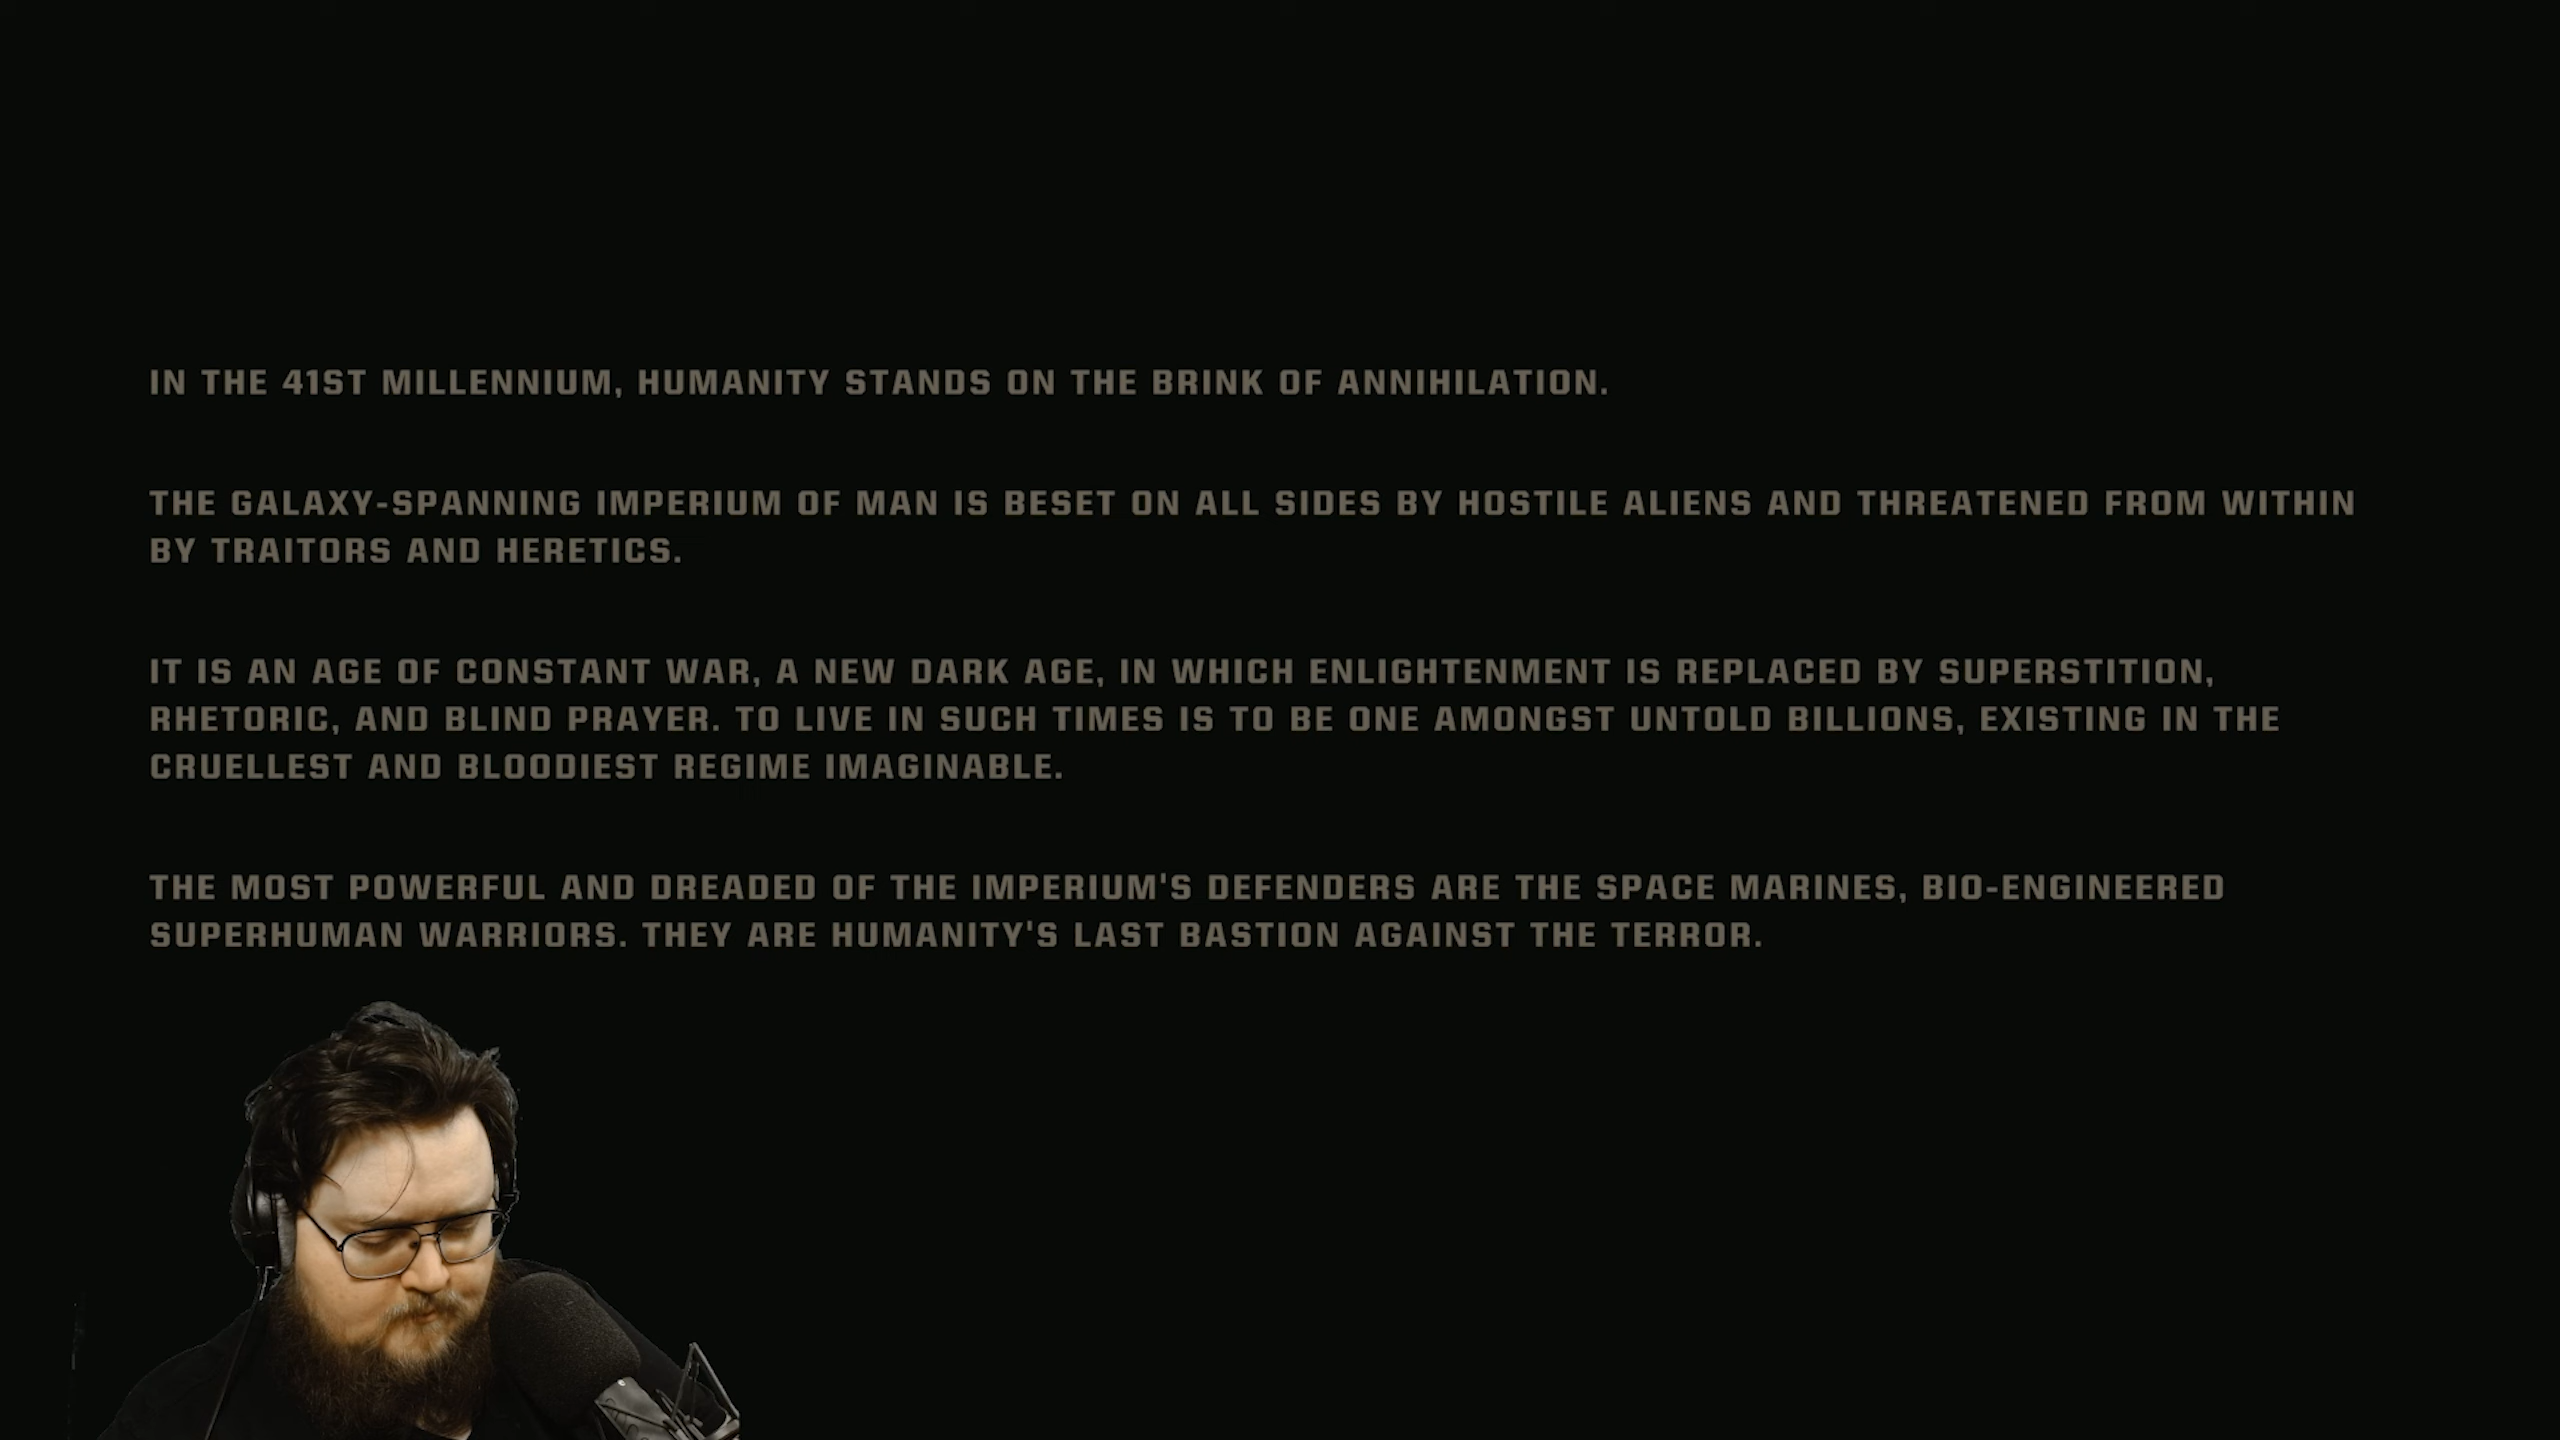 IN THE 41ST MILLENNIUM, HUMANITY STANDS ON THE BRINK OF ANNIHILATION.
THE GALAXY-SPANNING IMPERIUM OF MAN IS BESET ON ALL SIDES BY HOSTILE ALIENS AND THREATENED FROM WITHIN
BY TRAITORS AND HERETICS.
IT IS AN AGE OF CONSTANT WAR, A NEW DARK AGE, IN WHICH ENLIGHTENMENT IS REPLACED BY SUPERSTITION,
RHETORIC, AND BLIND PRAYER. TO LIVE IN SUCH TIMES IS TO BE ONE AMONGST UNTOLD BILLIONS, EXISTING IN THE
CRUELLEST AND BLOODIEST REGIME IMAGINABLE.
THE MOST POWERFUL AND DREADED OF THE IMPERIUM'S DEFENDERS ARE THE SPACE MARINES, BIO-ENGINEERED
SUPERHUMAN WARRIORS. THEY ARE HUMANITY'S LAST BASTION AGAINST THE TERROR.